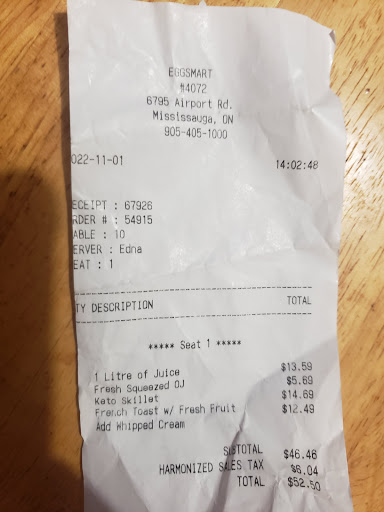 EGGSMART
#4072
6795 Airport Rd.
Mississauga, ON
905-405-1000
022-11-01 14:02:48
ECEIPT : 67926
RDER # : 54915
ABLE : 10
ERVER : Edna
EAT : 1
TY DESCRIPTION TOTAL
***** Seat 1 *****
1 Litre of Juice $13.59
Fresh Squeezed OJ $5.69
Keto Skillet $14.69
French Toast w/ Fresh Fruit $12.49
Add Whipped Cream
SUBTOTAL $46.46
HARMONIZED SALES TAX $6.04
TOTAL $52.50